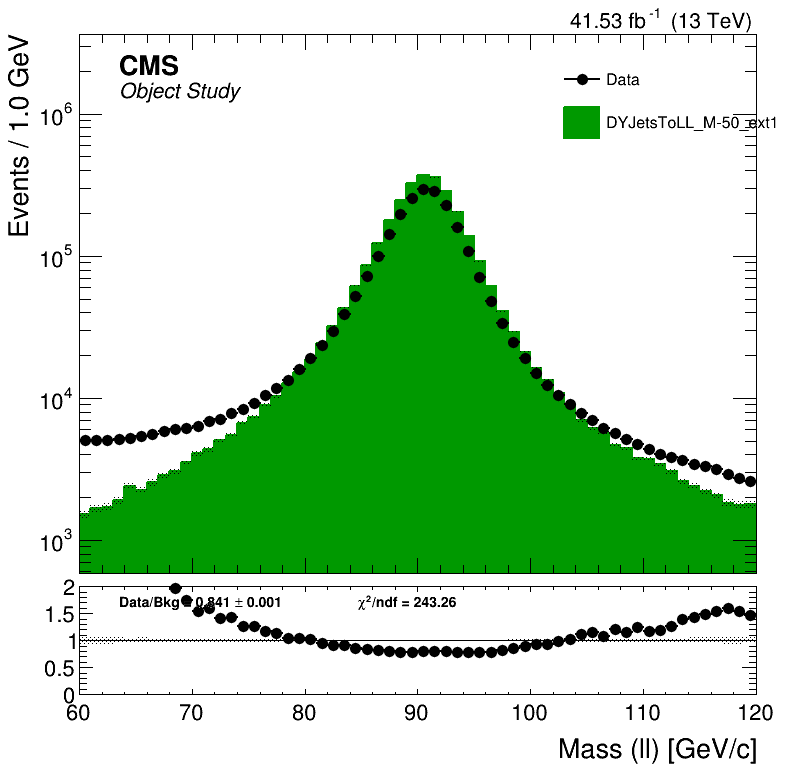 41.53 fb⁻¹ (13 TeV)
CMS
Object Study
Data
DYJetsToLL_M-50_ext1
Events / 1.0 GeV
10⁶
10⁵
10⁴
10³
Data/Bkg = 0.841 ± 0.001 χ²/ndf = 243.26
2
1.5
1
0.5
0
60 70 80 90 100 110 120
Mass (ll) [GeV/c]